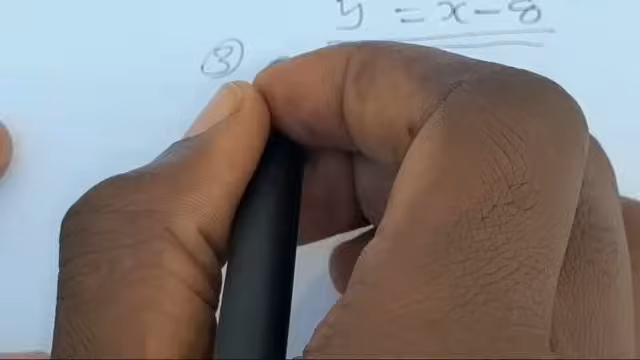 y = x - 8
③